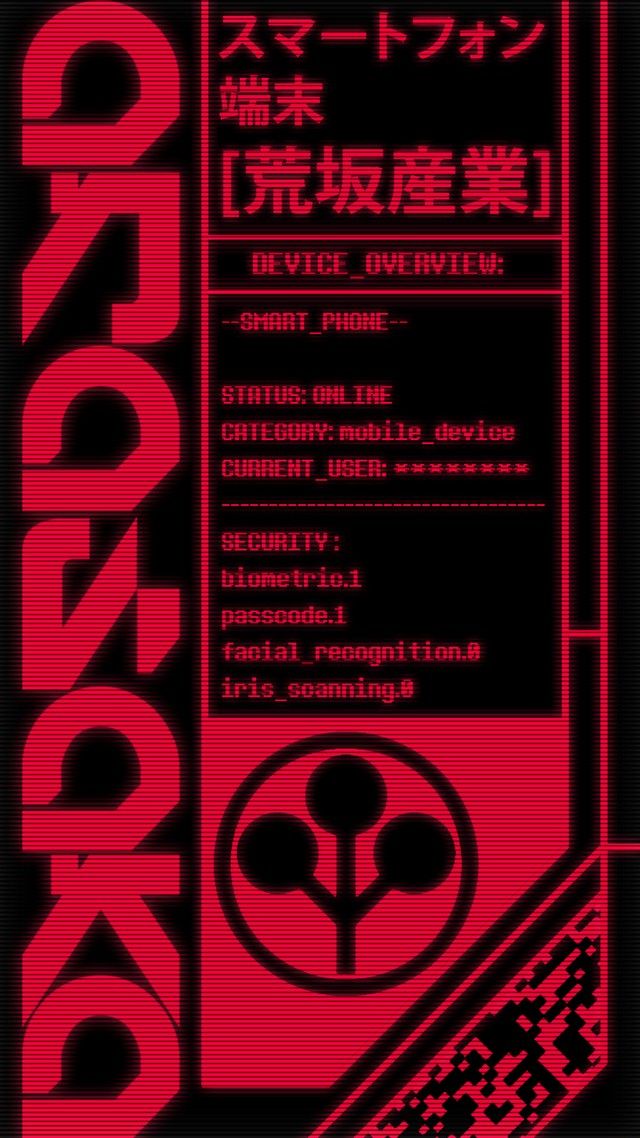 スマートフォン
端末
[荒坂産業]
DEVICE_OVERVIEW:
--SMART_PHONE--
STATUS: ONLINE
CATEGORY: mobile_device
CURRENT_USER: ********
----------------------------------
SECURITY :
biometric.1
passcode.1
facial_recognition.0
iris_scanning.0
ARASAKA